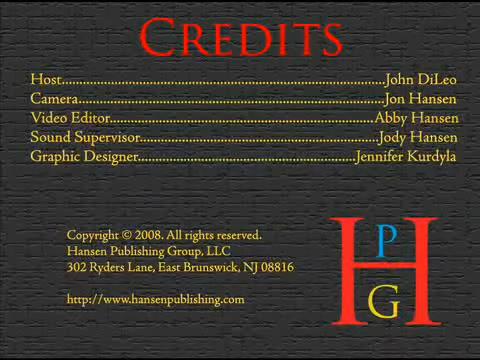 CREDITS
Host......................................................................................John DiLeo
Camera..................................................................................Jon Hansen
Video Editor.......................................................................Abby Hansen
Sound Supervisor................................................................Jody Hansen
Graphic Designer..........................................................Jennifer Kurdyla
Copyright © 2008. All rights reserved.
Hansen Publishing Group, LLC
302 Ryders Lane, East Brunswick, NJ 08816
http://www.hansenpublishing.com
P
H
G